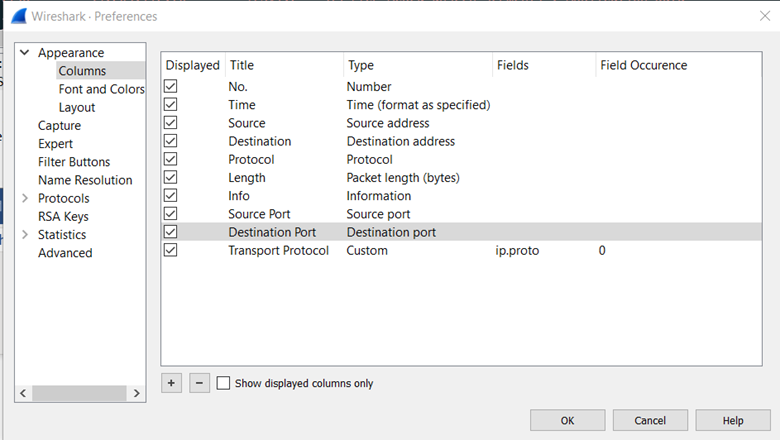 Wireshark · Preferences
Appearance
Columns
Font and Colors
Layout
Capture
Expert
Filter Buttons
Name Resolution
Protocols
RSA Keys
Statistics
Advanced
Displayed Title Type Fields Field Occurence
No. Number
Time Time (format as specified)
Source Source address
Destination Destination address
Protocol Protocol
Length Packet length (bytes)
Info Information
Source Port Source port
Destination Port Destination port
Transport Protocol Custom ip.proto 0
+ − Show displayed columns only
OK Cancel Help